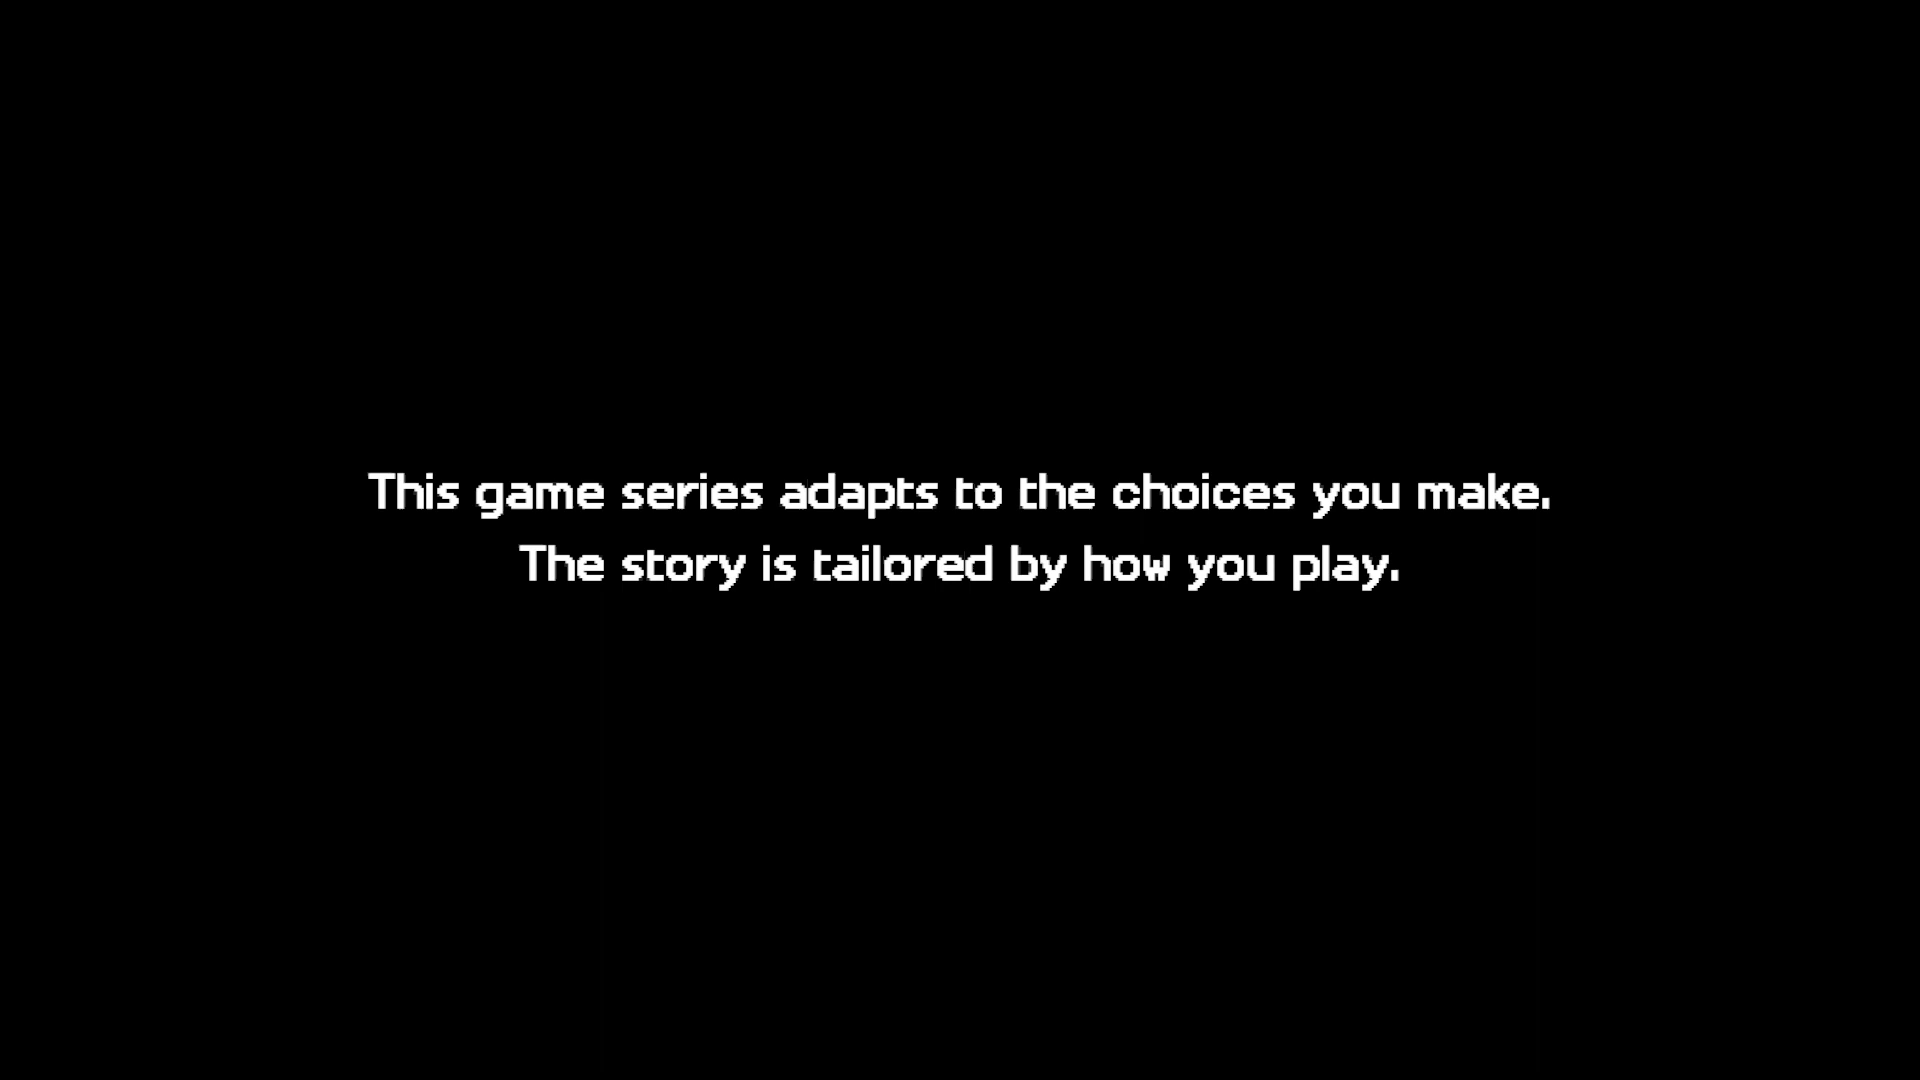 This game series adapts to the choices you make.
The story is tailored by how you play.